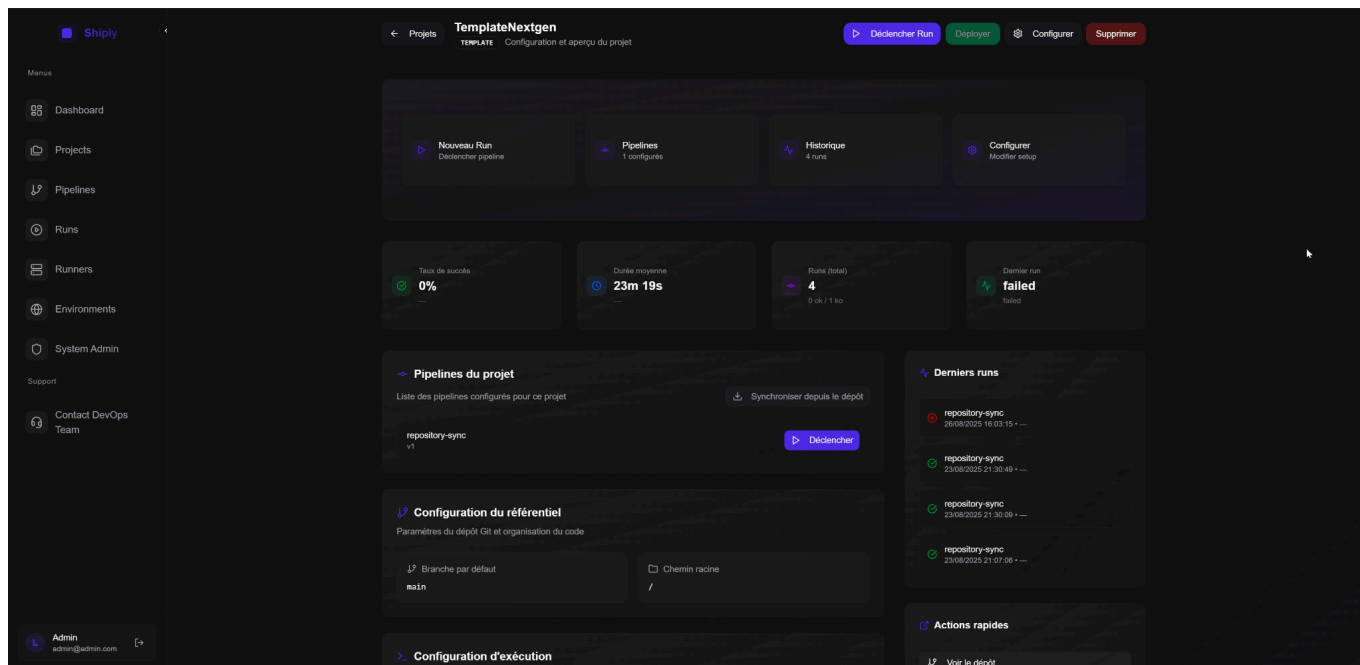 Shiply
Menus
Dashboard
Projects
Pipelines
Runs
Runners
Environments
System Admin
Support
Contact DevOps
Team
L
Admin
admin@admin.com
Projets
TemplateNextgen
TEMPLATE Configuration et aperçu du projet
Déclencher Run
Déployer
Configurer
Supprimer
Nouveau Run
Déclencher pipeline
Pipelines
1 configurés
Historique
4 runs
Configurer
Modifier setup
Taux de succès
0%
—
Durée moyenne
23m 19s
—
Runs (total)
4
0 ok / 1 ko
Dernier run
failed
failed
Pipelines du projet
Liste des pipelines configurés pour ce projet
Synchroniser depuis le dépôt
repository-sync
v1
Déclencher
Configuration du référentiel
Paramètres du dépôt Git et organisation du code
Branche par défaut
main
Chemin racine
/
Configuration d'exécution
Derniers runs
repository-sync
26/08/2025 16:03:15 • —
repository-sync
23/08/2025 21:30:49 • —
repository-sync
23/08/2025 21:30:09 • —
repository-sync
23/08/2025 21:07:06 • —
Actions rapides
Voir le dépôt